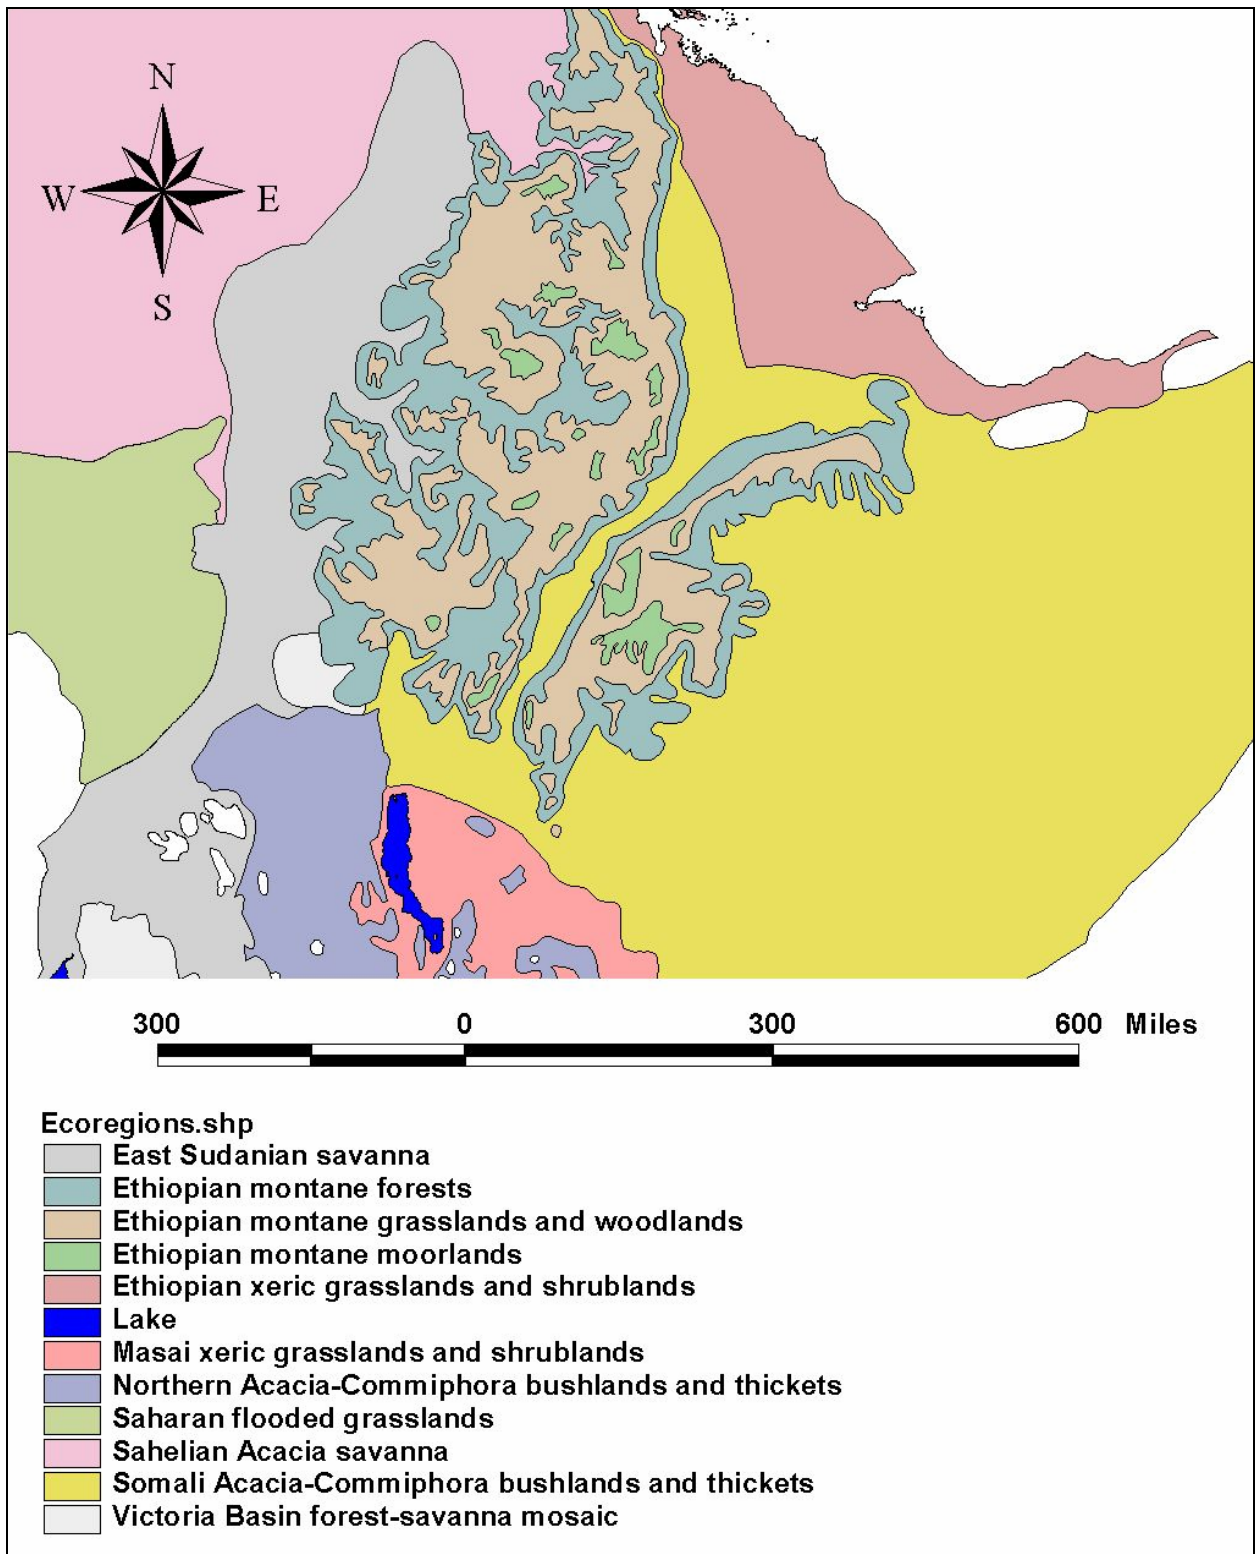 N
W E
S
300 0 300 600 Miles
Ecoregions.shp
East Sudanian savanna
Ethiopian montane forests
Ethiopian montane grasslands and woodlands
Ethiopian montane moorlands
Ethiopian xeric grasslands and shrublands
Lake
Masai xeric grasslands and shrublands
Northern Acacia-Commiphora bushlands and thickets
Saharan flooded grasslands
Sahelian Acacia savanna
Somali Acacia-Commiphora bushlands and thickets
Victoria Basin forest-savanna mosaic